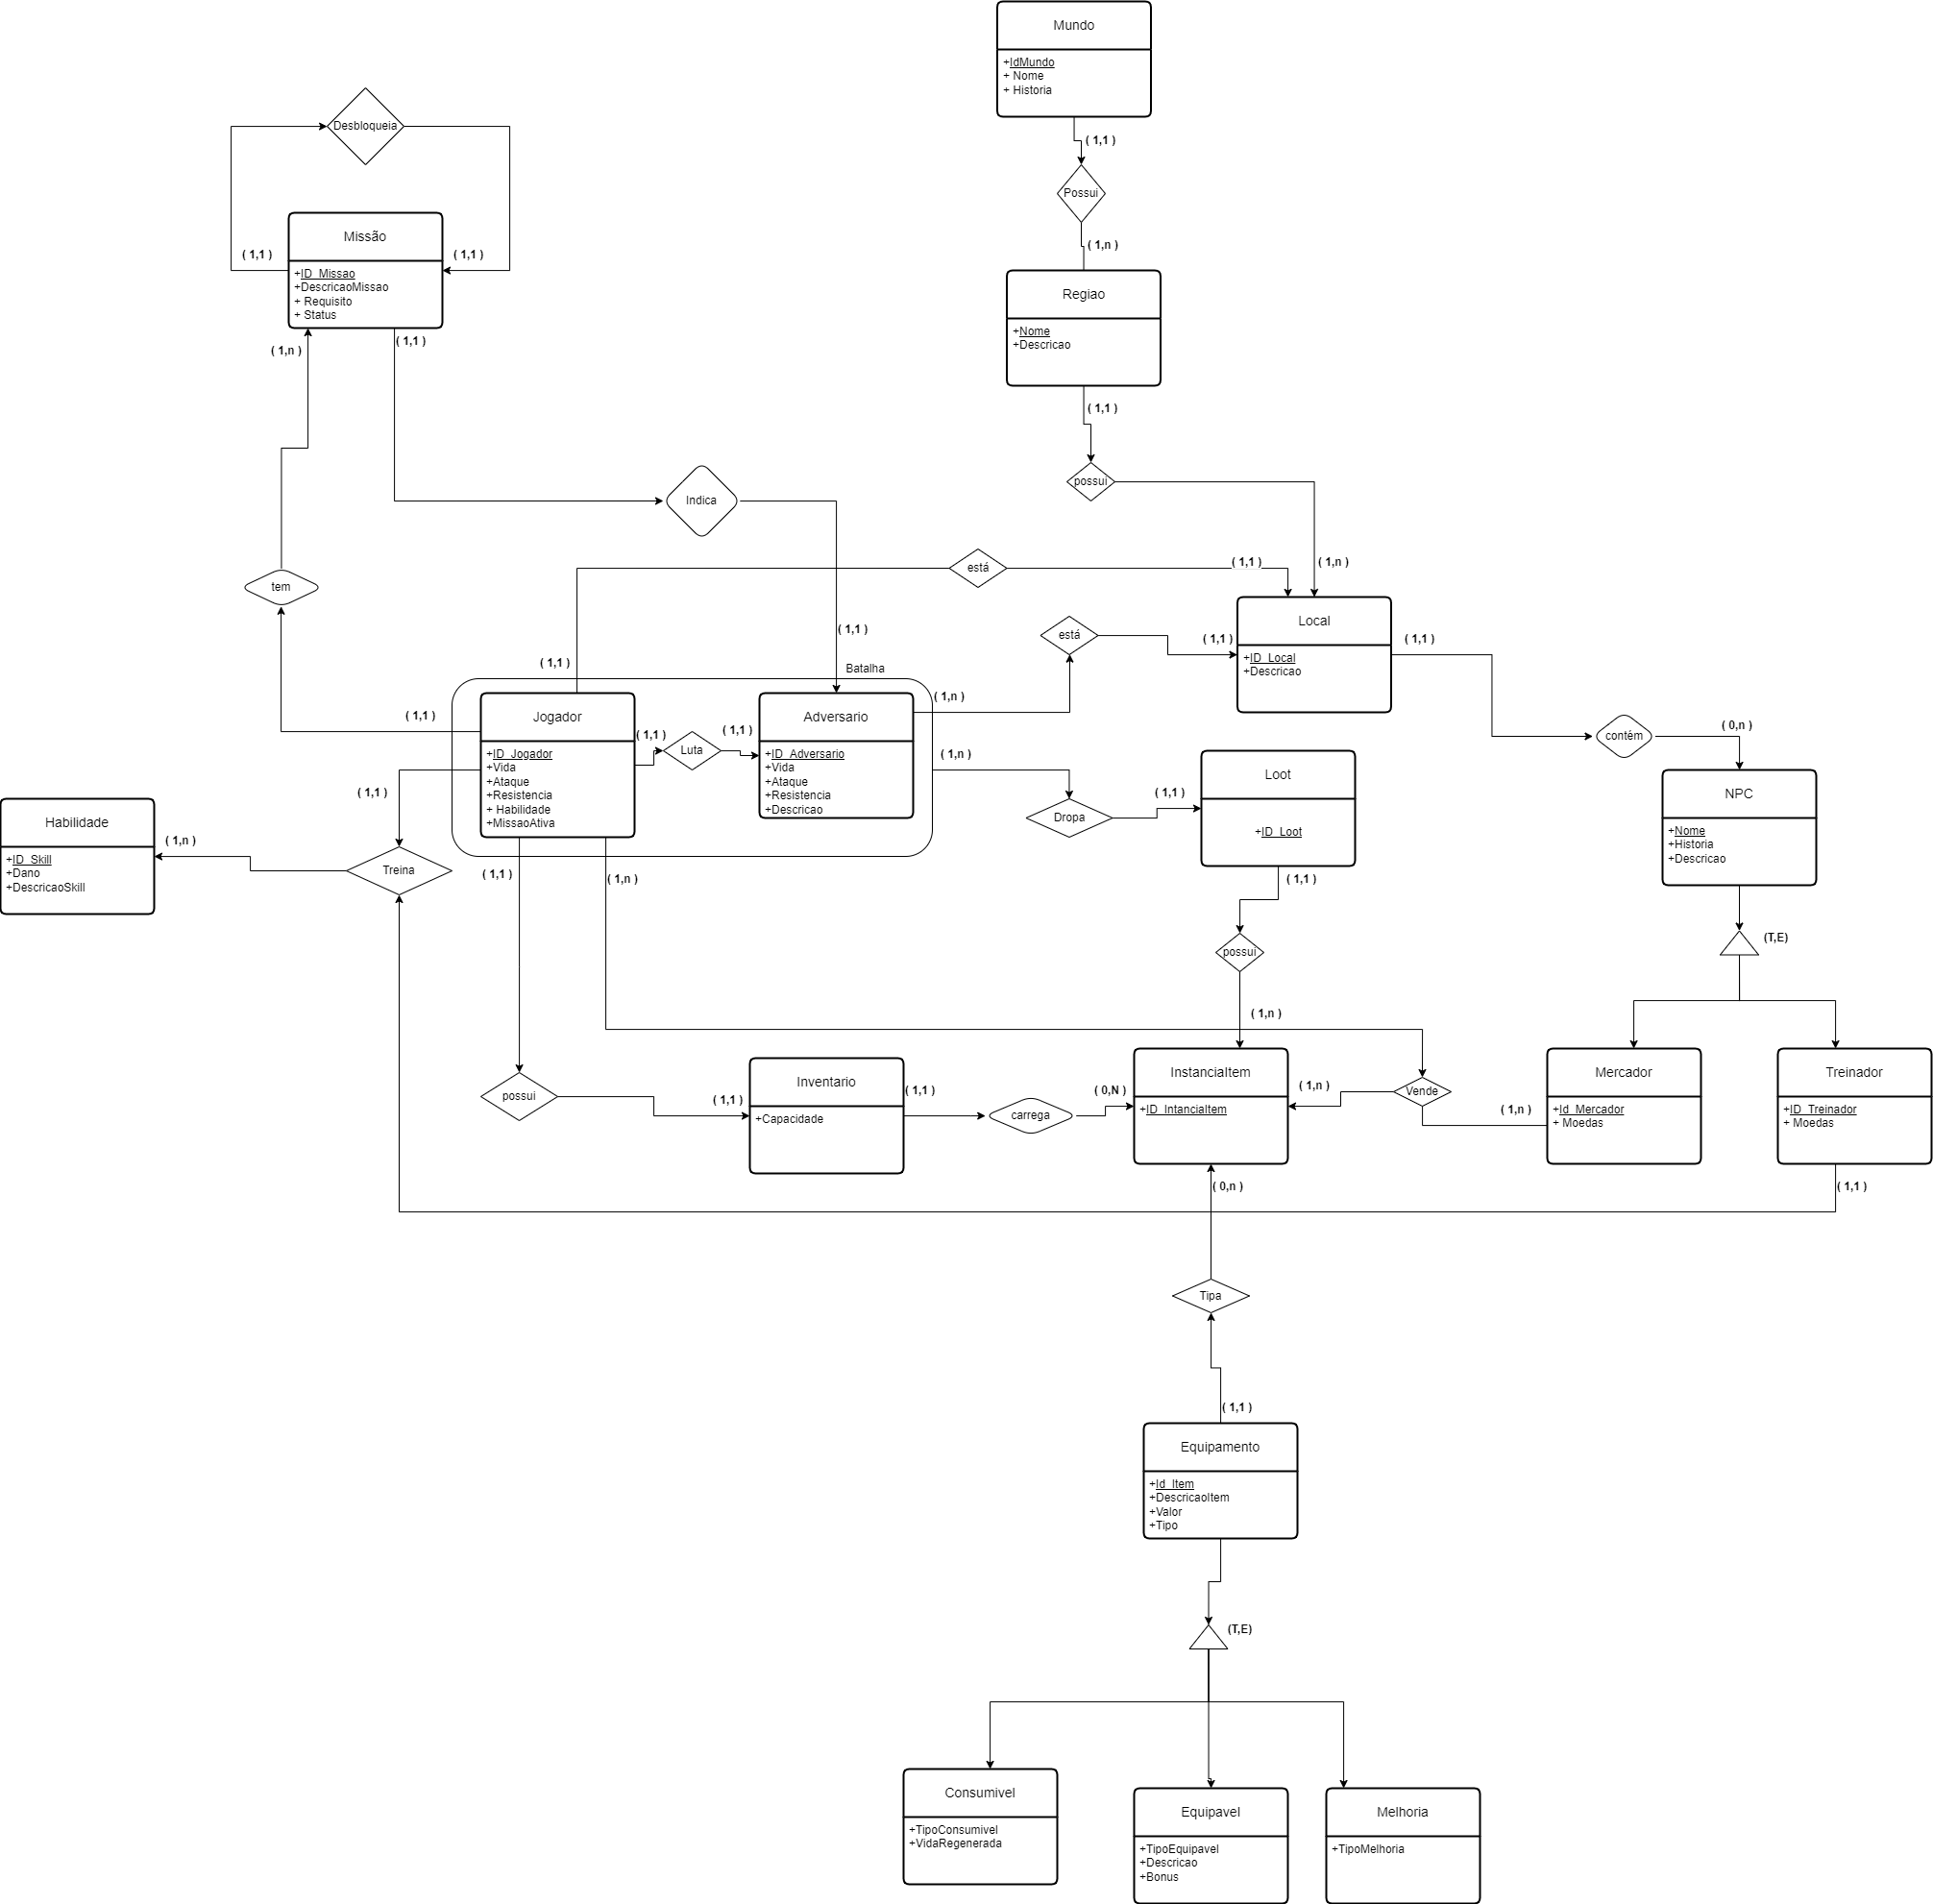 Mundo
+IdMundo
+ Nome
+ Historia
( 1,1 )
Possui
( 1,n )
Regiao
+Nome
+Descricao
( 1,1 )
possui
( 1,n )
Desbloqueia
( 1,1 )
( 1,1 )
Missão
+ID_Missao
+DescricaoMissao
+ Requisito
+ Status
( 1,n )
( 1,1 )
Indica
( 1,1 )
tem
( 1,1 )
está
( 1,1 )
( 1,1 )
Local
+ID_Local
+Descricao
está
( 1,1 )
( 1,n )
( 1,1 )
contém
( 0,n )
Batalha
Jogador
+ID_Jogador
+Vida
+Ataque
+Resistencia
+ Habilidade
+MissaoAtiva
( 1,1 )
Luta
( 1,1 )
Adversario
+ID_Adversario
+Vida
+Ataque
+Resistencia
+Descricao
( 1,n )
Dropa
( 1,1 )
Loot
+ID_Loot
( 1,1 )
possui
( 1,n )
NPC
+Nome
+Historia
+Descricao
(T,E)
Habilidade
+ID_Skill
+Dano
+DescricaoSkill
( 1,n )
( 1,1 )
Treina
( 1,1 )
( 1,n )
possui
( 1,1 )
Inventario
+Capacidade
( 1,1 )
carrega
( 0,N )
InstanciaItem
+ID_IntanciaItem
( 1,n )
Vende
( 1,n )
Mercador
+Id_Mercador
+ Moedas
Treinador
+ID_Treinador
+ Moedas
( 1,1 )
( 0,n )
Tipa
( 1,1 )
Equipamento
+Id_Item
+DescricaoItem
+Valor
+Tipo
(T,E)
Consumivel
+TipoConsumivel
+VidaRegenerada
Equipavel
+TipoEquipavel
+Descricao
+Bonus
Melhoria
+TipoMelhoria